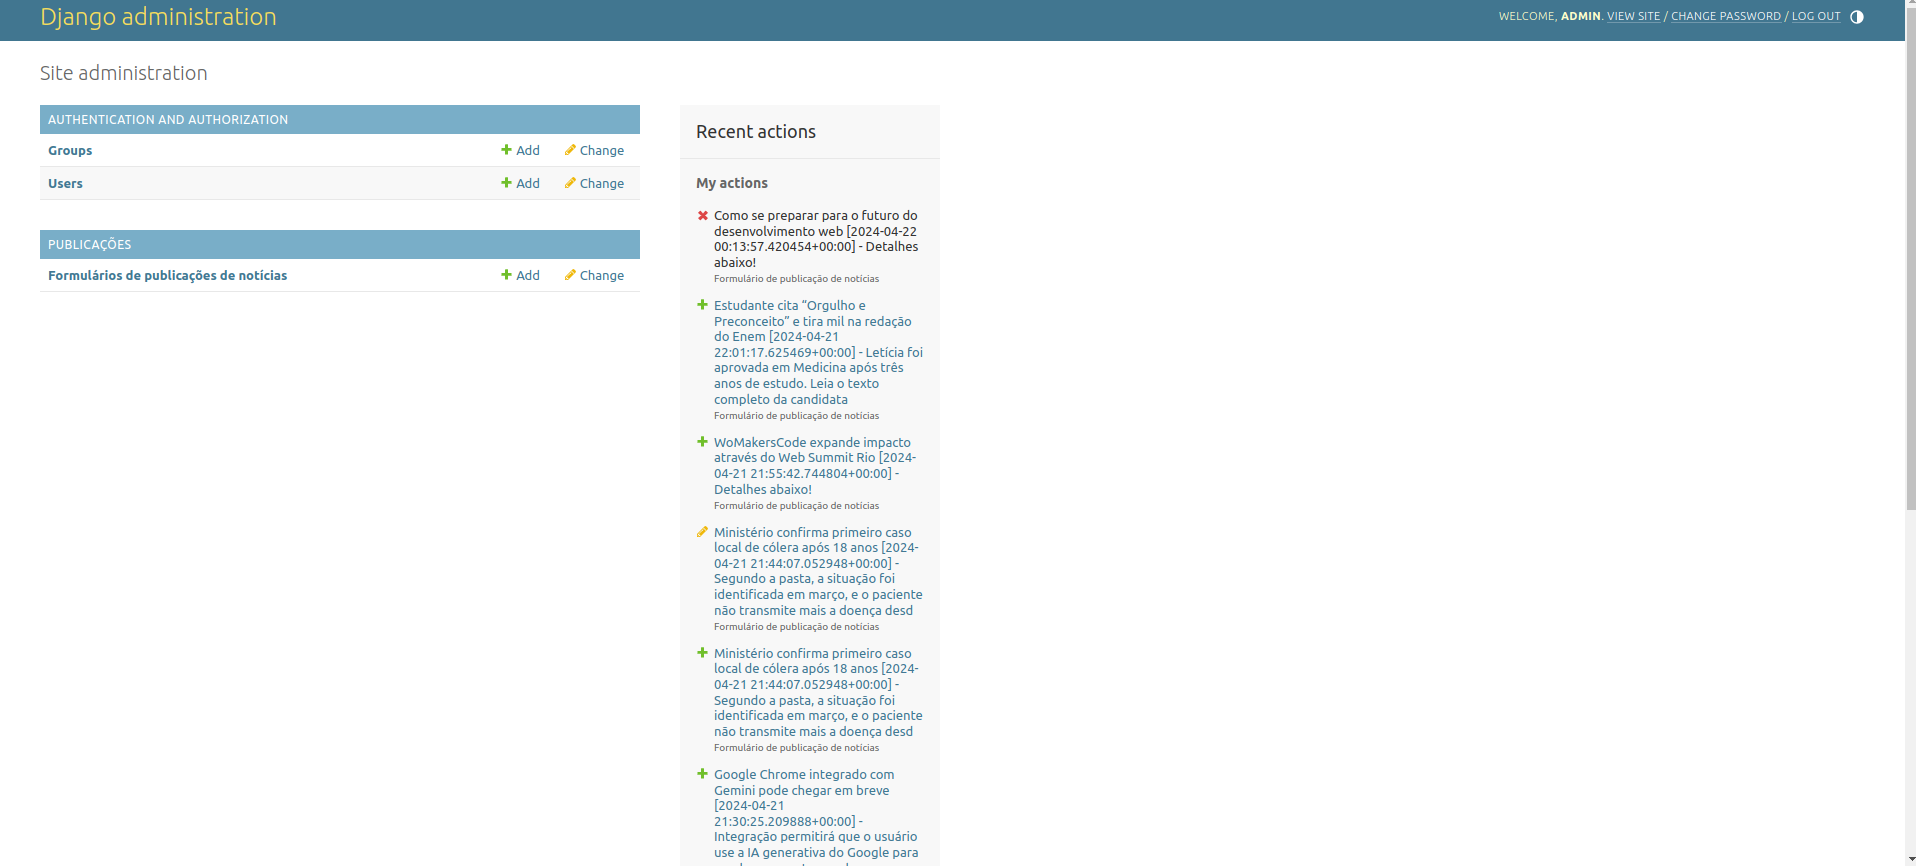 Django administration
WELCOME, ADMIN. VIEW SITE / CHANGE PASSWORD / LOG OUT
Site administration
AUTHENTICATION AND AUTHORIZATION
Groups Add Change
Users Add Change
PUBLICAÇÕES
Formulários de publicações de notícias Add Change
Recent actions
My actions
Como se preparar para o futuro do
desenvolvimento web [2024-04-22
00:13:57.420454+00:00] - Detalhes
abaixo!
Formulário de publicação de notícias
Estudante cita “Orgulho e
Preconceito” e tira mil na redação
do Enem [2024-04-21
22:01:17.625469+00:00] - Letícia foi
aprovada em Medicina após três
anos de estudo. Leia o texto
completo da candidata
Formulário de publicação de notícias
WoMakersCode expande impacto
através do Web Summit Rio [2024-
04-21 21:55:42.744804+00:00] -
Detalhes abaixo!
Formulário de publicação de notícias
Ministério confirma primeiro caso
local de cólera após 18 anos [2024-
04-21 21:44:07.052948+00:00] -
Segundo a pasta, a situação foi
identificada em março, e o paciente
não transmite mais a doença desd
Formulário de publicação de notícias
Ministério confirma primeiro caso
local de cólera após 18 anos [2024-
04-21 21:44:07.052948+00:00] -
Segundo a pasta, a situação foi
identificada em março, e o paciente
não transmite mais a doença desd
Formulário de publicação de notícias
Google Chrome integrado com
Gemini pode chegar em breve
[2024-04-21
21:30:25.209888+00:00] -
Integração permitirá que o usuário
use a IA generativa do Google para